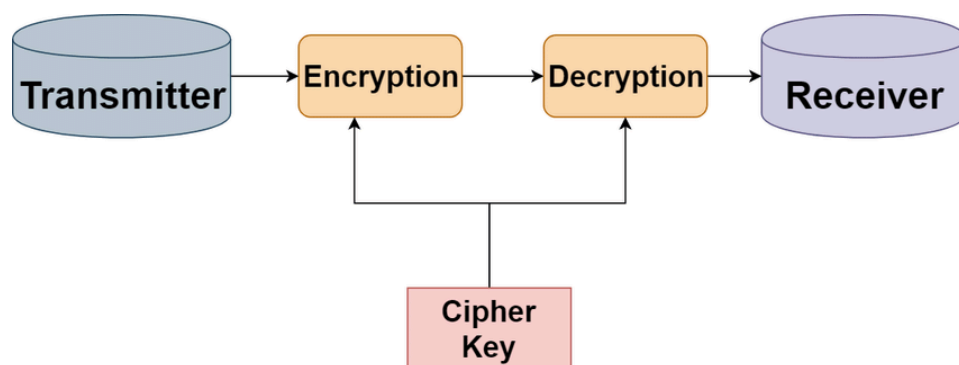 Transmitter
Encryption
Decryption
Receiver
Cipher
Key